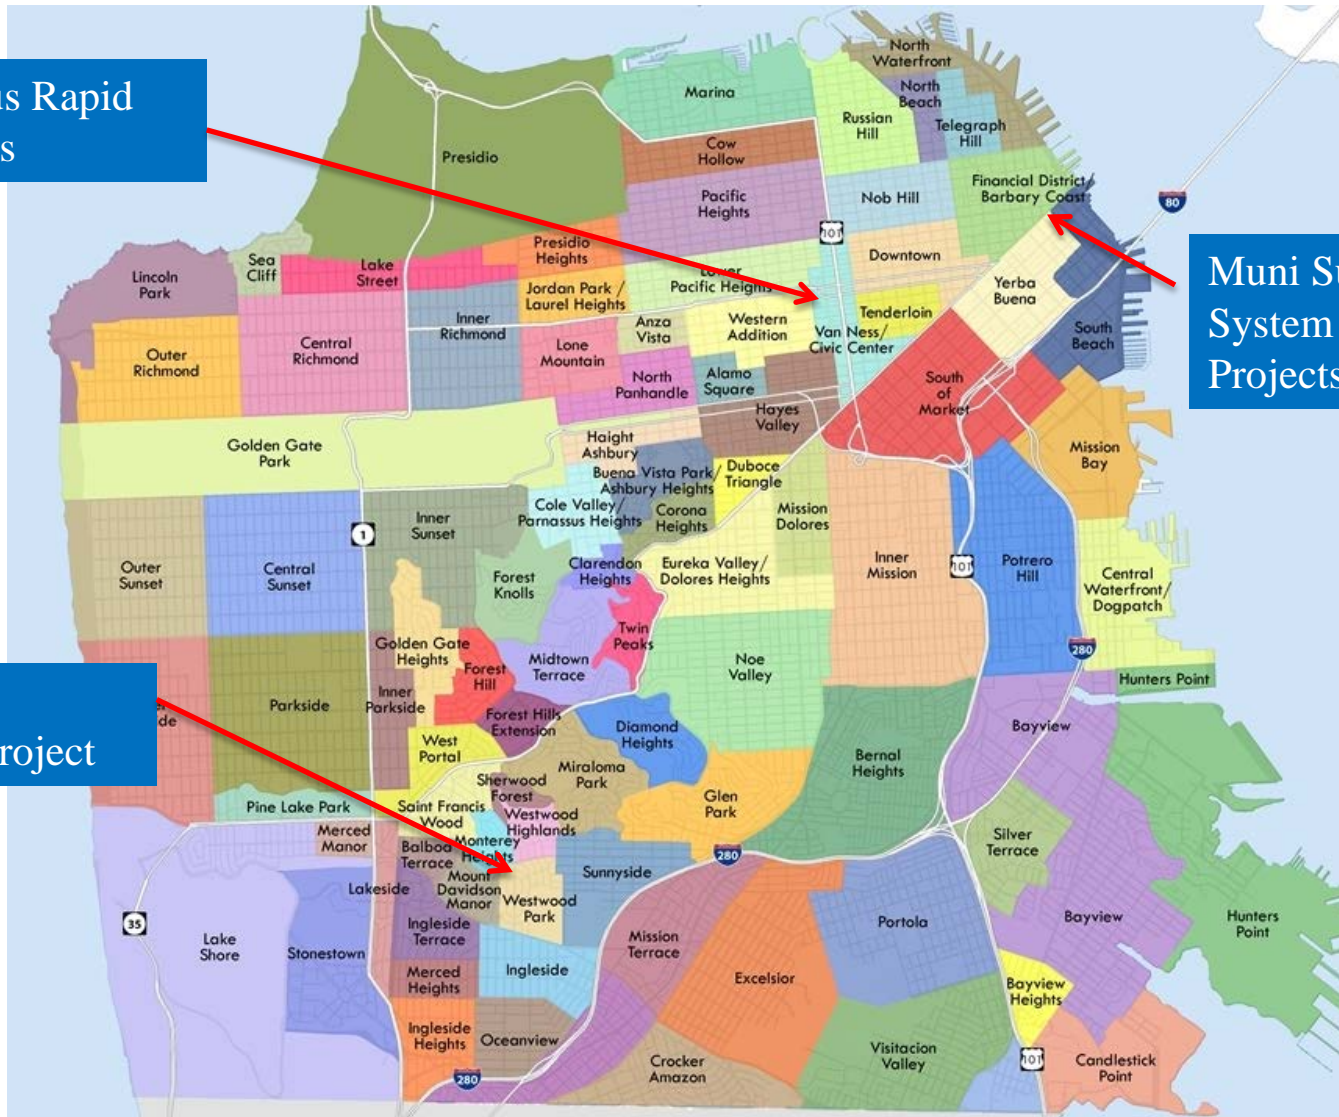 North
Waterfront
North
Beach
Marina
Russian
Hill
Telegraph
Hill
Rapid
Cow
Hollow
Presidio
Pacific
Heights
Nob Hill
Financial District
Barbary Coast
80
101
Presidio
Heights
Sea
Cliff
Lake
Street
Downtown
Lincoln
Park
Jordan Park /
Laurel Heights
Lower
Pacific Heights
Yerba
Buena
Muni
System
Projects
Inner
Richmond
Anza
Vista
Western
Addition
Tenderloin
Van Ness/
Civic Center
South
Beach
Outer
Richmond
Central
Richmond
Lone
Mountain
North
Panhandle
Alamo
Square
South
of
Market
Hayes
Valley
Golden Gate
Park
Haight
Ashbury
Mission
Bay
Buena Vista Park/
Ashbury Heights
Duboce
Triangle
Cole Valley/
Parnassus Heights
Corona
Heights
Mission
Dolores
1
Inner
Sunset
Outer
Sunset
Central
Sunset
Forest
Knolls
Clarendon
Heights
Eureka Valley/
Dolores Heights
Inner
Mission
101
Potrero
Hill
Central
Waterfront/
Dogpatch
Twin
Peaks
Golden Gate
Heights
Forest
Hill
Midtown
Terrace
Noe
Valley
280
Hunters Point
Parkside
Inner
Parkside
Forest Hills
Extension
Diamond
Heights
Bayview
Project
West
Portal
Miraloma
Park
Bernal
Heights
Sherwood
Forest
Pine Lake Park
Saint Francis
Wood
Westwood
Highlands
Glen
Park
Merced
Manor
Balboa
Terrace
Monterey
Heights
Silver
Terrace
280
Lakeside
Mount
Davidson
Manor
Westwood
Park
Sunnyside
35
Lake
Shore
Stonestown
Ingleside
Terrace
Mission
Terrace
Portola
Bayview
Hunters
Point
Merced
Heights
Ingleside
Excelsior
Bayview
Heights
Ingleside
Heights
Oceanview
280
Crocker
Amazon
Visitacion
Valley
101
Candlestick
Point